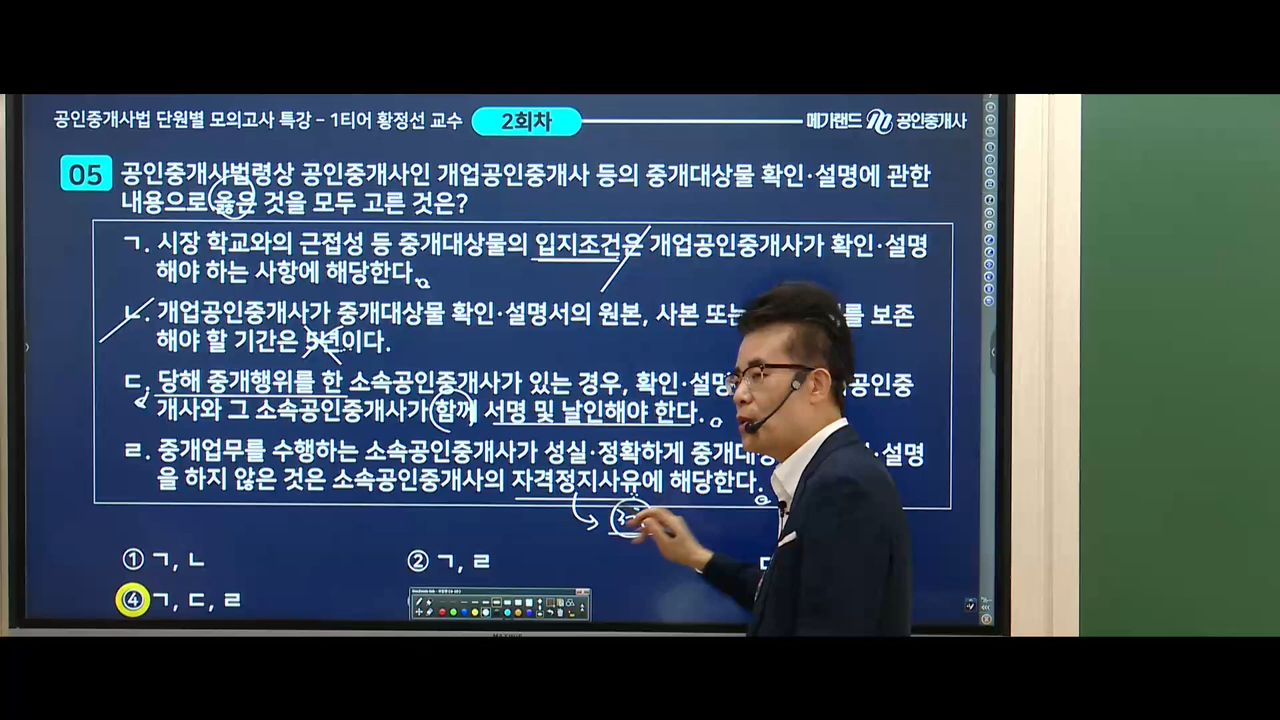 공인중개사법 단원별 모의고사 특강 - 1티어 황정선 교수 2회차 메가랜드 공인중개사
05 공인중개사법령상 공인중개사인 개업공인중개사 등의 중개대상물 확인·설명에 관한
내용으로 옳은 것을 모두 고른 것은?
ㄱ. 시장 학교와의 근접성 등 중개대상물의 입지조건은 개업공인중개사가 확인·설명
해야 하는 사항에 해당한다.
ㄴ. 개업공인중개사가 중개대상물 확인·설명서의 원본, 사본 또는 를 보존
해야 할 기간은 5년이다.
ㄷ. 당해 중개행위를 한 소속공인중개사가 있는 경우, 확인·설명 공인중
개사와 그 소속공인중개사가 함께 서명 및 날인해야 한다.
ㄹ. 중개업무를 수행하는 소속공인중개사가 성실·정확하게 중개대상 ·설명
을 하지 않은 것은 소속공인중개사의 자격정지사유에 해당한다.
① ㄱ, ㄴ ② ㄱ, ㄹ
④ ㄱ, ㄷ, ㄹ